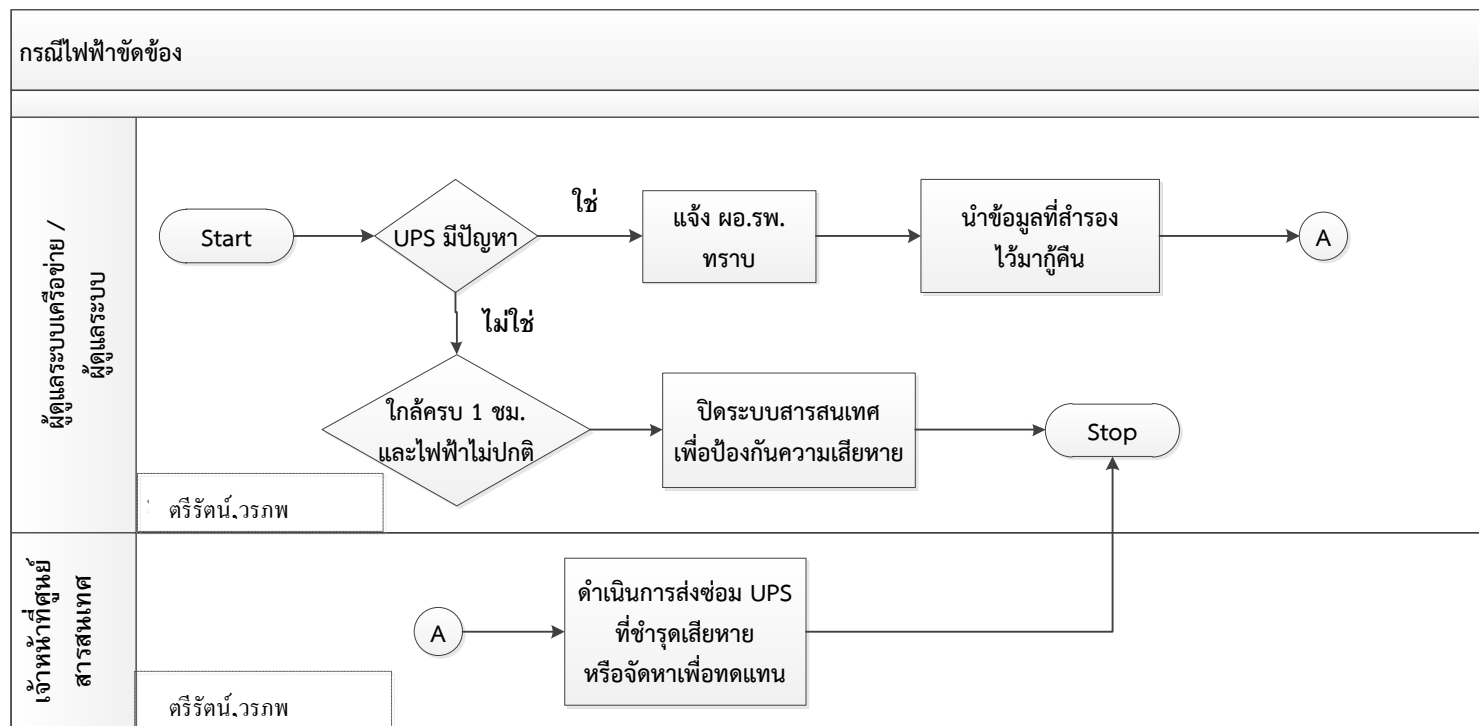 กรณีไฟฟ้าขัดข้อง
ผู้ดูแลระบบเครือข่าย /
ผู้ดูแลระบบ
Start
UPS มีปัญหา
ใช่
แจ้ง ผอ.รพ.
ทราบ
นำข้อมูลที่สำรอง
ไว้มากู้คืน
A
ไม่ใช่
ใกล้ครบ 1 ชม.
และไฟฟ้าไม่ปกติ
ปิดระบบสารสนเทศ
เพื่อป้องกันความเสียหาย
Stop
ตรีรัตน์,วรภพ
เจ้าหน้าที่ศูนย์
สารสนเทศ
A
ดำเนินการส่งซ่อม UPS
ที่ชำรุดเสียหาย
หรือจัดหาเพื่อทดแทน
ตรีรัตน์,วรภพ